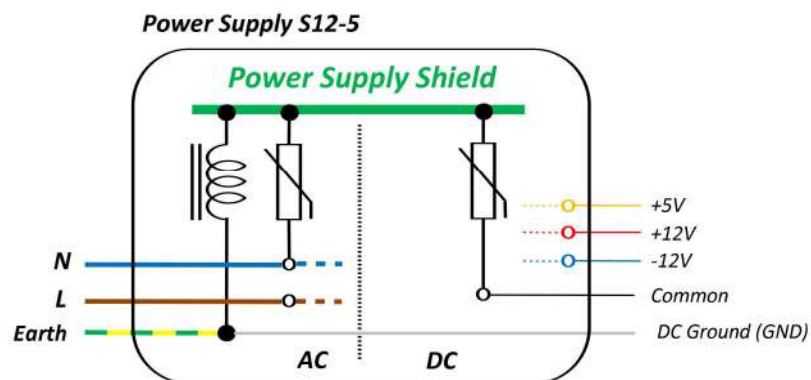 Power Supply S12-5
Power Supply Shield
+5V
+12V
N
-12V
L
Common
Earth
DC Ground (GND)
AC
DC